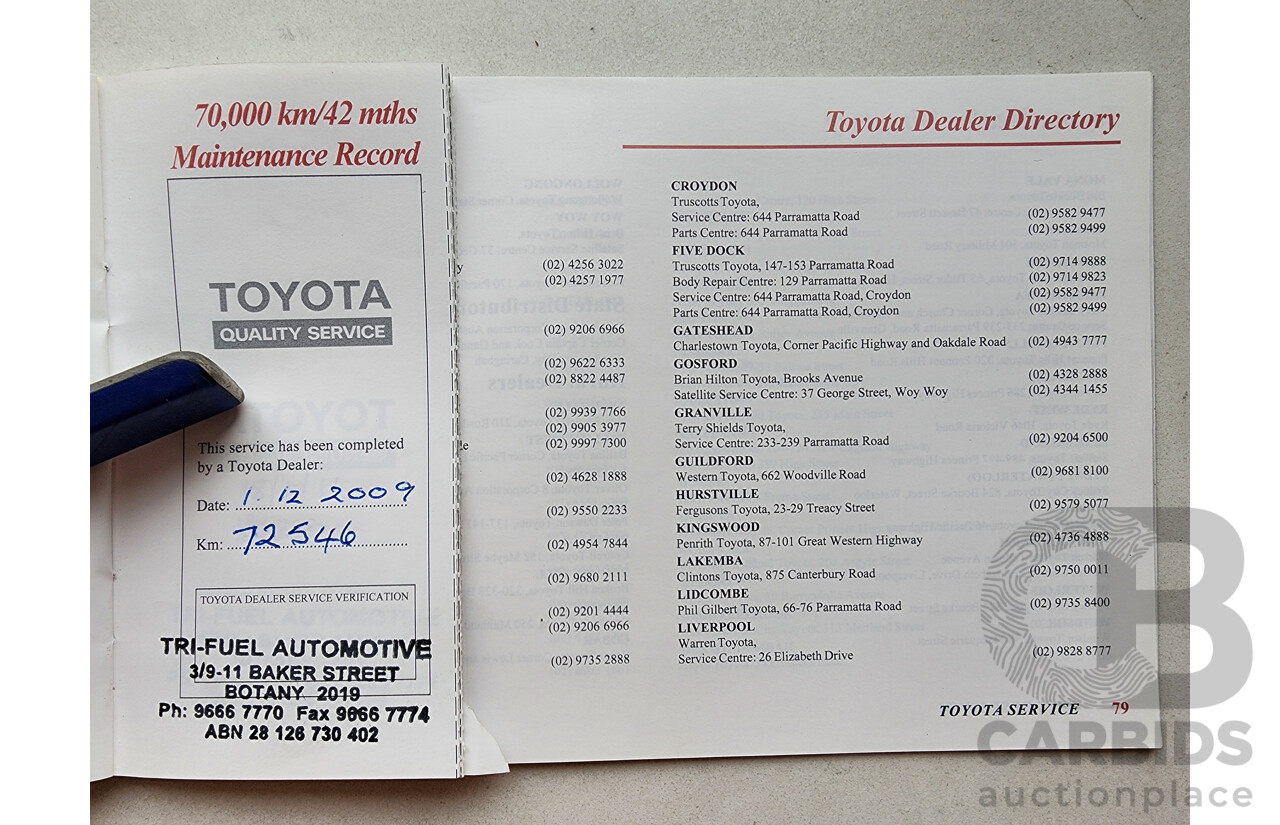 70,000 km/42 mths
Maintenance Record
TOYOTA
QUALITY SERVICE
This service has been completed
by a Toyota Dealer:
Date: 1. 12 2009
Km: 72546
TOYOTA DEALER SERVICE VERIFICATION
TRI-FUEL AUTOMOTIVE
3/9-11 BAKER STREET
BOTANY 2019
Ph: 9666 7770 Fax 9666 7774
ABN 28 126 730 402
(02) 4256 3022
(02) 4257 1977
(02) 9206 6966
(02) 9622 6333
(02) 8822 4487
(02) 9939 7766
(02) 9905 3977
(02) 9997 7300
(02) 4628 1888
(02) 9550 2233
(02) 4954 7844
(02) 9680 2111
(02) 9201 4444
(02) 9206 6966
(02) 9735 2888
Toyota Dealer Directory
CROYDON
Truscotts Toyota,
Service Centre: 644 Parramatta Road (02) 9582 9477
Parts Centre: 644 Parramatta Road (02) 9582 9499
FIVE DOCK
Truscotts Toyota, 147-153 Parramatta Road (02) 9714 9888
Body Repair Centre: 129 Parramatta Road (02) 9714 9823
Service Centre: 644 Parramatta Road, Croydon (02) 9582 9477
Parts Centre: 644 Parramatta Road, Croydon (02) 9582 9499
GATESHEAD
Charlestown Toyota, Corner Pacific Highway and Oakdale Road (02) 4943 7777
GOSFORD
Brian Hilton Toyota, Brooks Avenue (02) 4328 2888
Satellite Service Centre: 37 George Street, Woy Woy (02) 4344 1455
GRANVILLE
Terry Shields Toyota,
Service Centre: 233-239 Parramatta Road (02) 9204 6500
GUILDFORD
Western Toyota, 662 Woodville Road (02) 9681 8100
HURSTVILLE
Fergusons Toyota, 23-29 Treacy Street (02) 9579 5077
KINGSWOOD
Penrith Toyota, 87-101 Great Western Highway (02) 4736 4888
LAKEMBA
Clintons Toyota, 875 Canterbury Road (02) 9750 0011
LIDCOMBE
Phil Gilbert Toyota, 66-76 Parramatta Road (02) 9735 8400
LIVERPOOL
Warren Toyota,
Service Centre: 26 Elizabeth Drive (02) 9828 8777
TOYOTA SERVICE 79
CB
CARBIDS
auctionplace